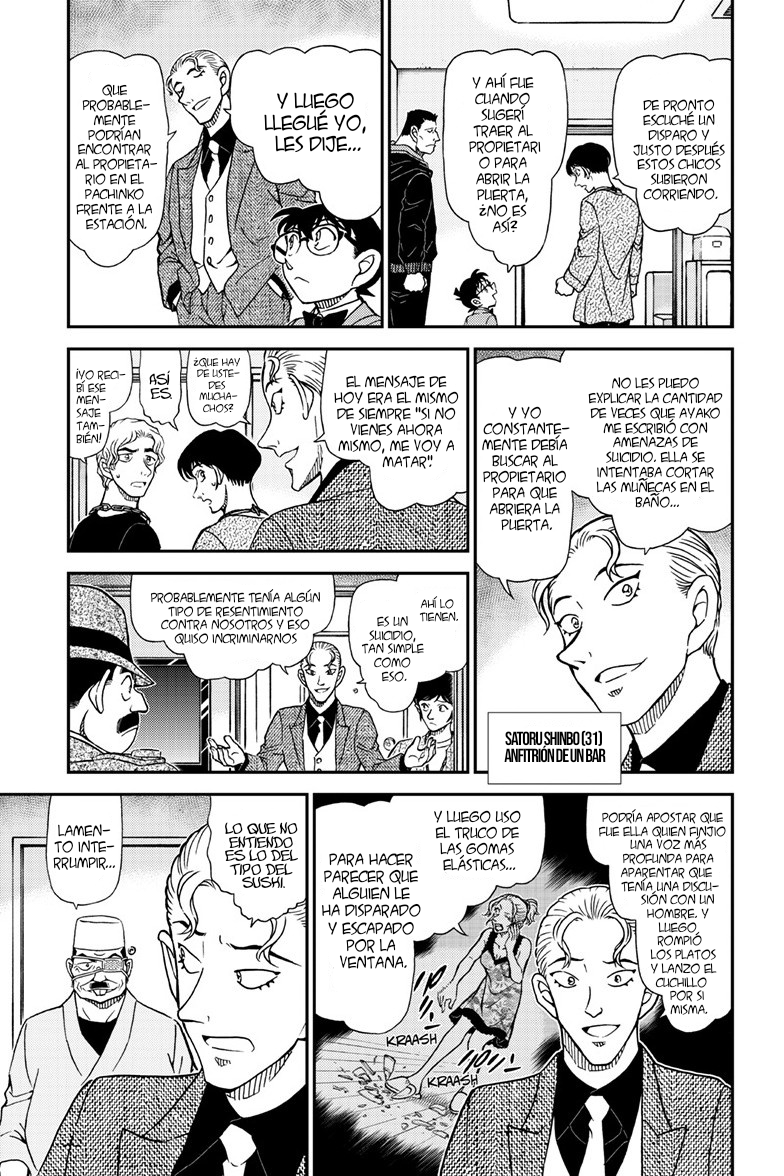 DE PRONTO
ESCUCHÉ UN
DISPARO Y
JUSTO DESPUÉS
ESTOS CHICOS
SUBIERON
CORRIENDO.
Y AHÍ FUE
CUANDO
SUGERÍ
TRAER AL
PROPIETARI
O PARA
ABRIR LA
PUERTA,
¿NO ES
ASÍ?
Y LUEGO
LLEGUÉ YO,
LES DIJE...
QUE
PROBABLE-
MENTE
PODRÍAN
ENCONTRAR
AL PROPIETA-
RIO EN EL
PACHINKO
FRENTE A LA
ESTACIÓN.
NO LES PUEDO
EXPLICAR LA CANTIDAD
DE VECES QUE AYAKO
ME ESCRIBIÓ CON
AMENAZAS DE
SUICIDIO. ELLA SE
INTENTABA CORTAR
LAS MUÑECAS EN EL
BAÑO...
Y YO
CONSTANTE-
MENTE DEBÍA
BUSCAR AL
PROPIETARIO
PARA QUE
ABRIERA LA
PUERTA.
SATORU SHINBO (31)
ANFITRIÓN DE UN BAR
EL MENSAJE DE
HOY ERA EL MISMO
DE SIEMPRE "SI NO
VIENES AHORA
MISMO, ME VOY A
MATAR".
¿QUE HAY
DE USTE-
DES
MUCHA-
CHOS?
ASÍ
ES.
¡YO RECI-
BÍ ESE
MENSA-
JE TAM-
BIÉN!
AHÍ LO
TIENEN.
ES UN
SUICIDIO,
TAN SIMPLE
COMO
ESO.
PROBABLEMENTE TENÍA ALGÚN
TIPO DE RESENTIMIENTO
CONTRA NOSOTROS Y ESO
QUISO INCRIMINARNOS
PODRÍA APOSTAR QUE
FUE ELLA QUIEN FINJIO
UNA VOZ MÁS
PROFUNDA PARA
APARENTAR QUE
TENÍA UNA DISCU-
SIÓN CON UN
HOMBRE. Y
LUEGO,
ROMPIÓ
LOS PLATOS
Y LANZO EL
CUCHILLO
POR SI
MISMA.
Y LUEGO USO
EL TRUCO DE
LAS GOMAS
ELÁSTICAS...
PARA HACER
PARECER QUE
ALGUIEN LE
HA DISPARADO
Y ESCAPADO
POR LA
VENTANA.
KRAASH
KRAASH
LO QUE NO
ENTIENDO
ES LO DEL
TIPO DEL
SUSHI.
LAMEN-
TO INTE-
RRUMPIR...